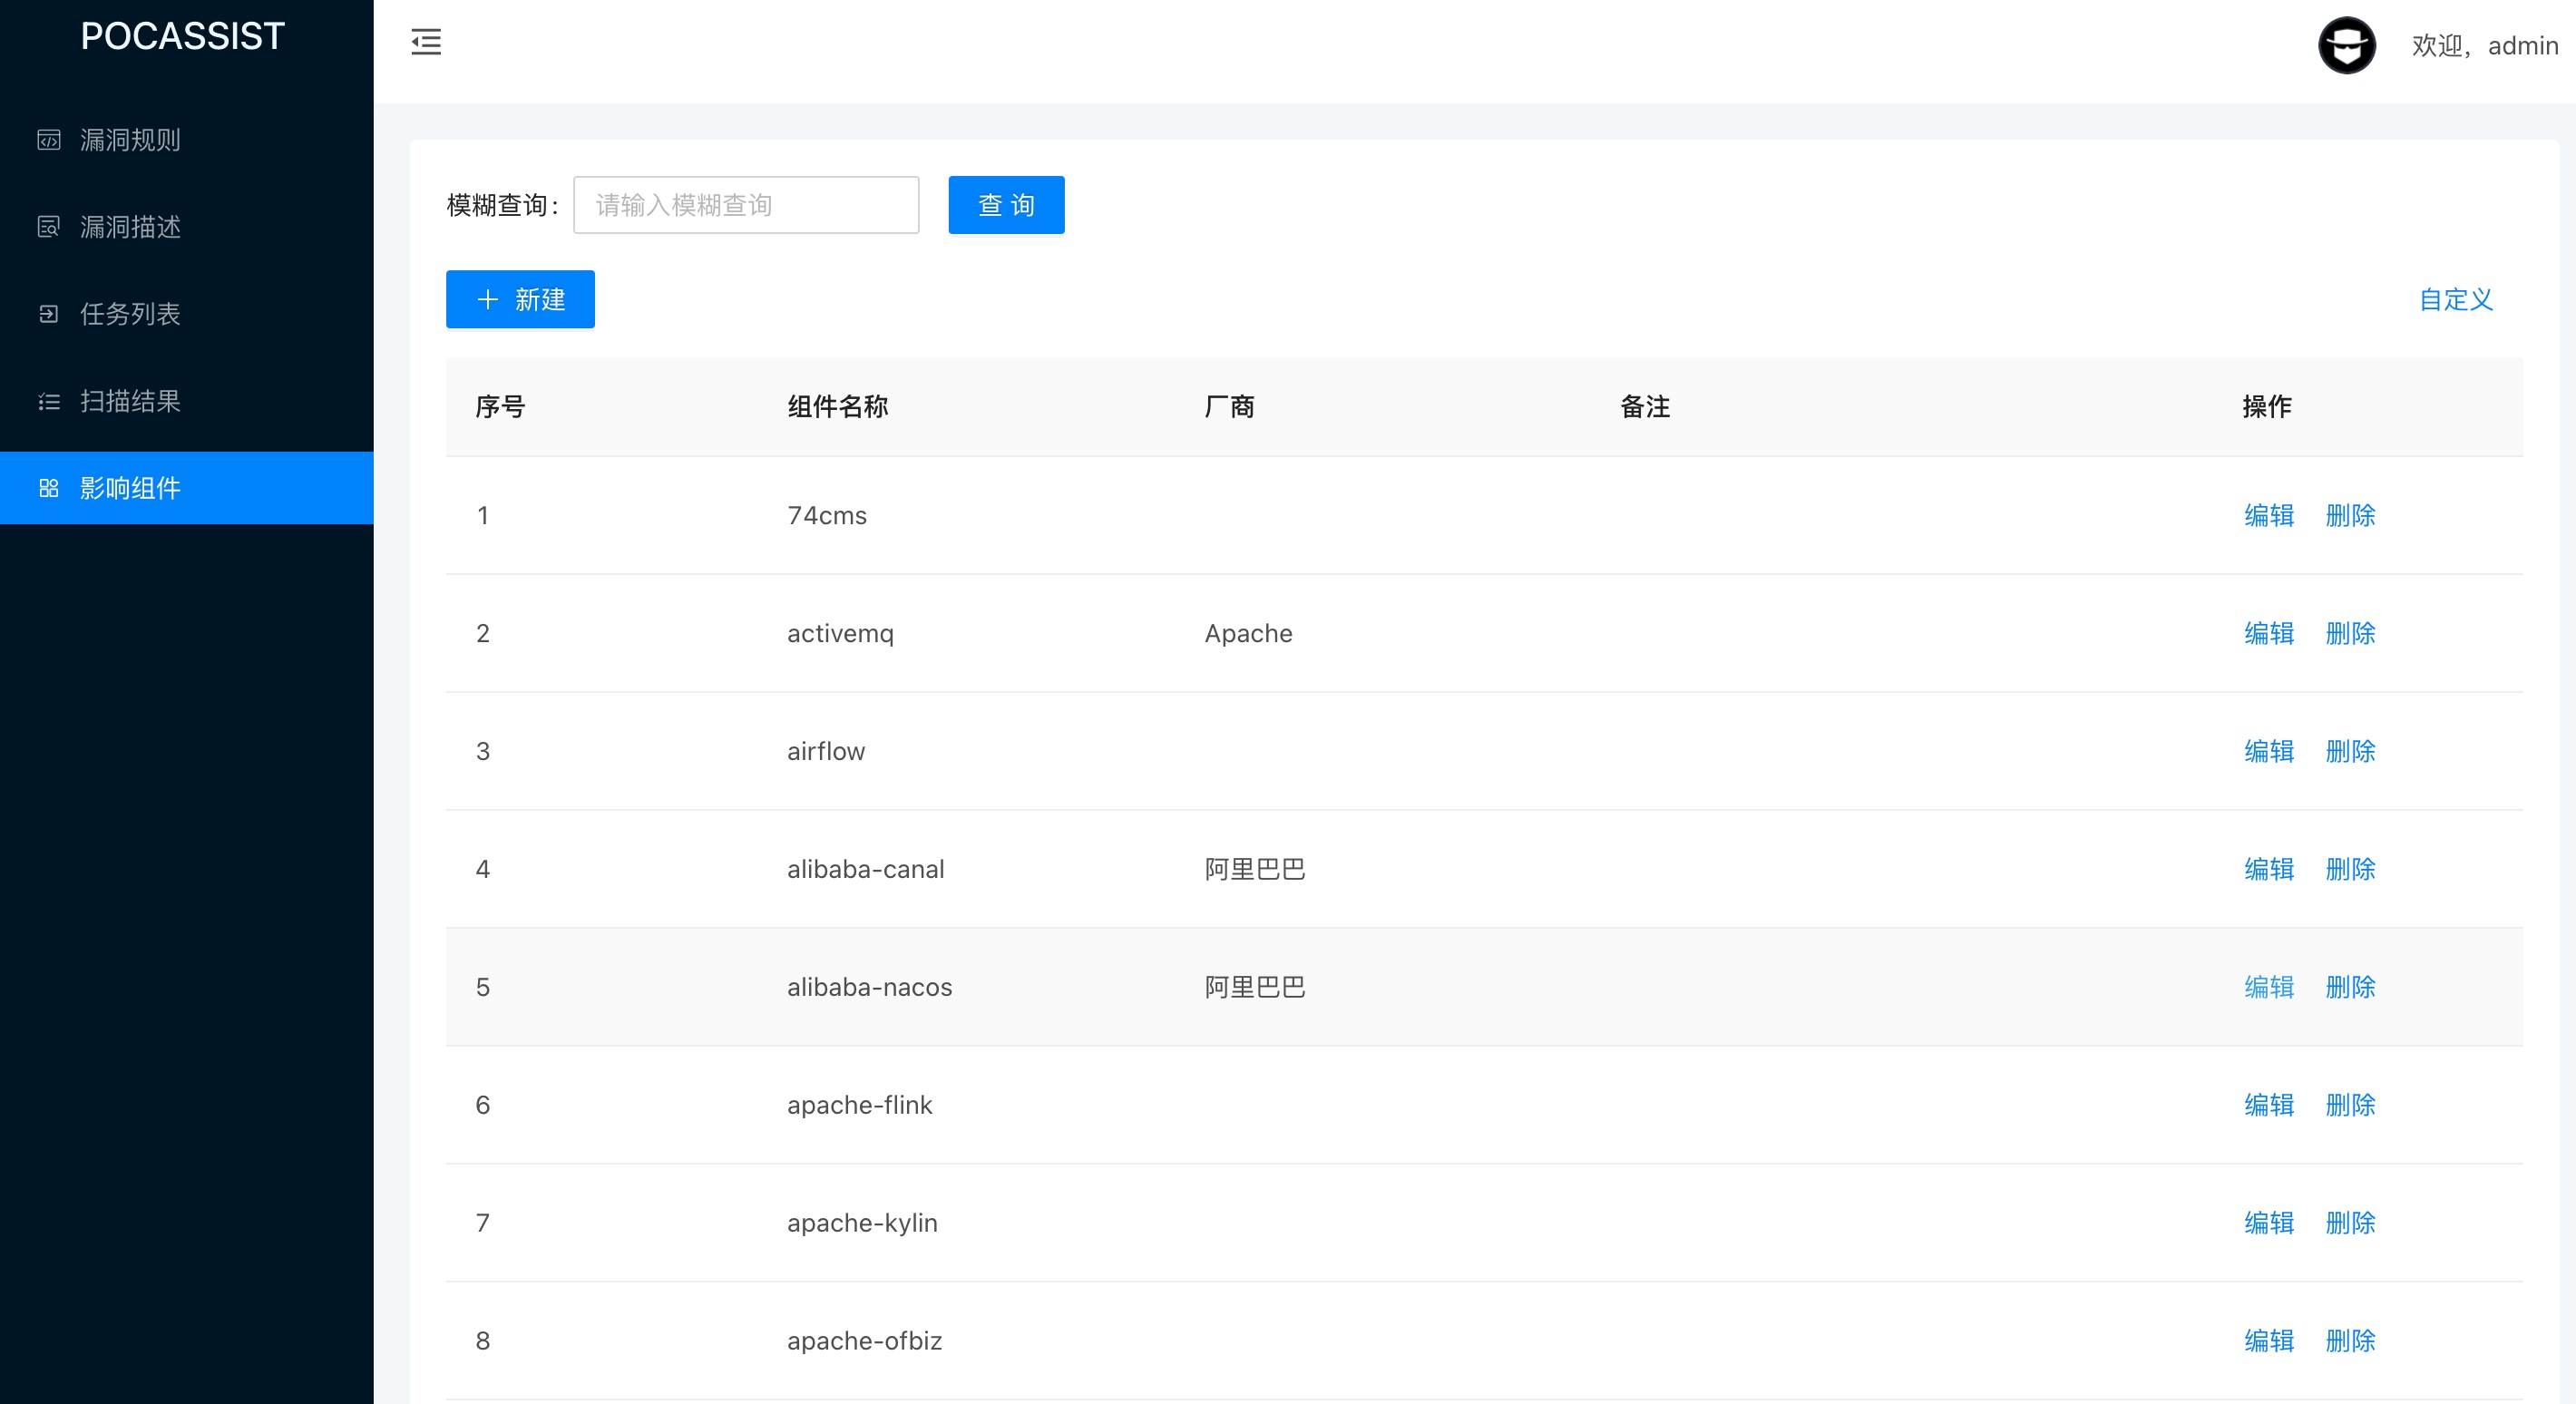 POCASSIST
欢迎，admin
漏洞规则
漏洞描述
任务列表
扫描结果
影响组件
模糊查询: 请输入模糊查询 查 询
新建 自定义
序号 组件名称 厂商 备注 操作
1 74cms 编辑 删除
2 activemq Apache 编辑 删除
3 airflow 编辑 删除
4 alibaba-canal 阿里巴巴 编辑 删除
5 alibaba-nacos 阿里巴巴 编辑 删除
6 apache-flink 编辑 删除
7 apache-kylin 编辑 删除
8 apache-ofbiz 编辑 删除